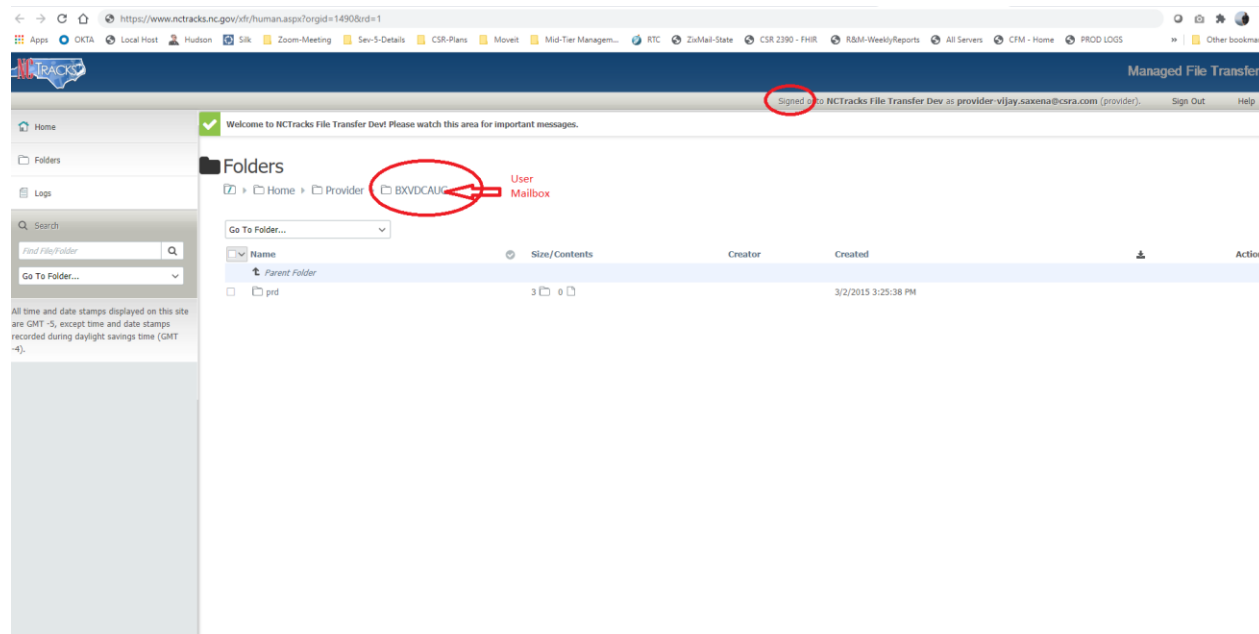 https://www.nctracks.nc.gov/xfr/human.aspx?orgid=1490&rd=1
Apps OKTA Local Host Hudson Silk Zoom-Meeting Sev-5-Details CSR-Plans Moveit Mid-Tier Managem... RTC ZixMail-State CSR 2390 - FHIR R&M-WeeklyReports All Servers CFM - Home PROD LOGS » Other bookmar
NCTRACKS Managed File Transfer
Signed onto NCTracks File Transfer Dev as provider-vijay.saxena@csra.com (provider). Sign Out Help
Home
Welcome to NCTracks File Transfer Dev! Please watch this area for important messages.
Folders
Logs
Search
Find File/Folder
Go To Folder...
All time and date stamps displayed on this site
are GMT -5, except time and date stamps
recorded during daylight savings time (GMT
-4).
Folders
/ Home Provider BXVDCAUG
User
Mailbox
Go To Folder...
Name Size/Contents Creator Created Action
Parent Folder
prd 3 0 3/2/2015 3:25:38 PM